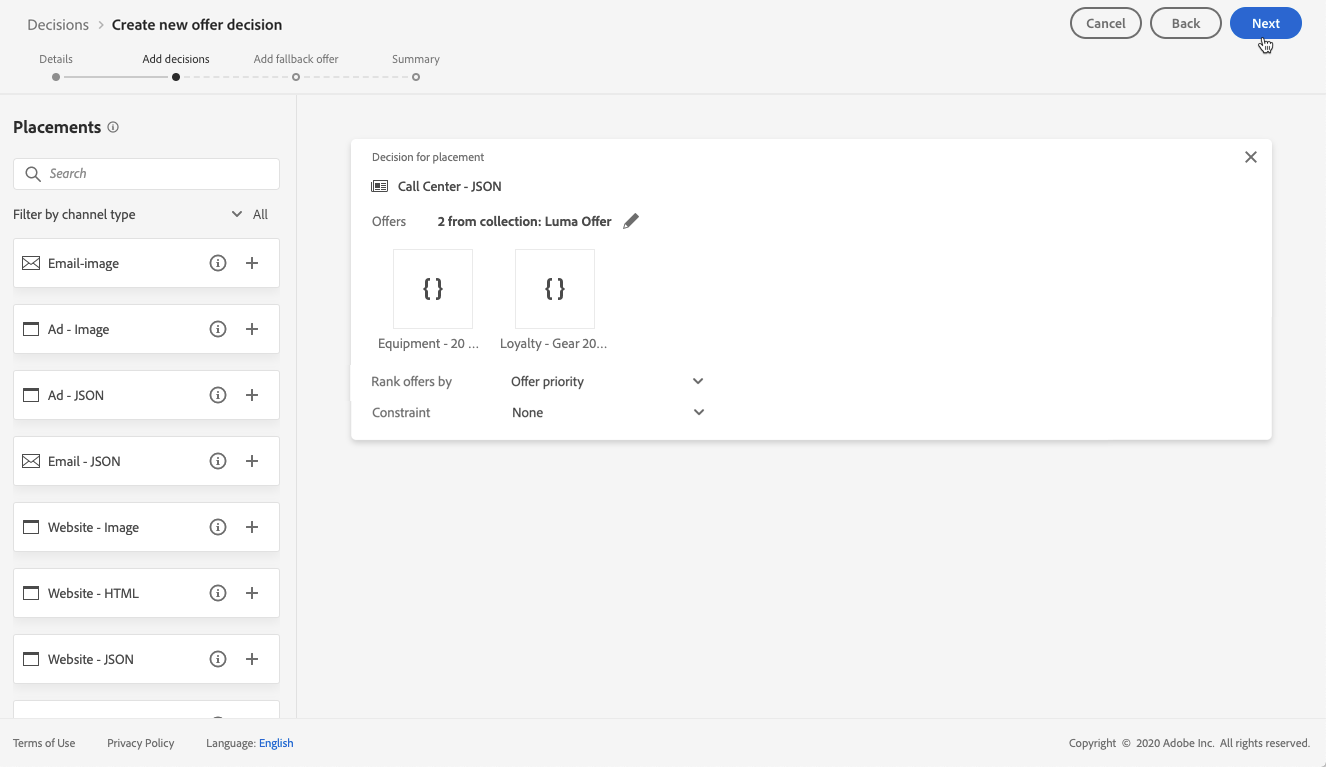 Decisions > Create new offer decision
Cancel
Back
Next
Details
Add decisions
Add fallback offer
Summary
Placements
Search
Filter by channel type
All
Email-image
Ad - Image
Ad - JSON
Email - JSON
Website - Image
Website - HTML
Website - JSON
Decision for placement
Call Center - JSON
Offers 2 from collection: Luma Offer
{}
{}
Equipment - 20 ...
Loyalty - Gear 20...
Rank offers by Offer priority
Constraint None
Terms of Use
Privacy Policy
Language: English
Copyright © 2020 Adobe Inc. All rights reserved.